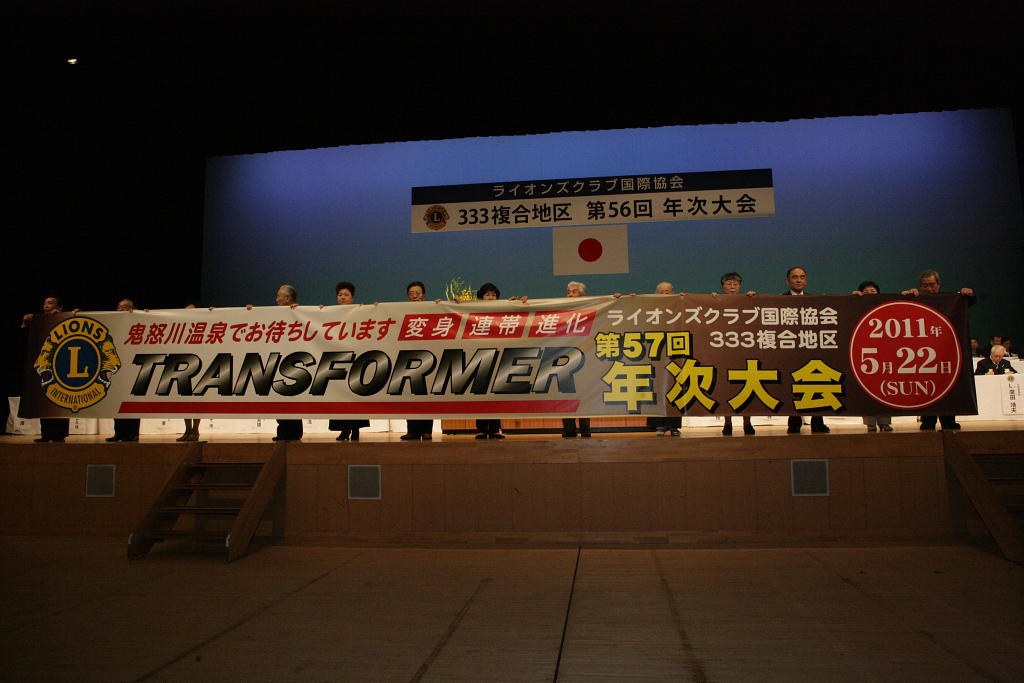 ライオンズクラブ国際協会
333複合地区 第56回 年次大会
LIONS
L
INTERNATIONAL
鬼怒川温泉でお待ちしています 変身 連帯 進化
TRANSFORMER
ライオンズクラブ国際協会
第57回 333複合地区
年次大会
2011年
5月22日
(SUN)